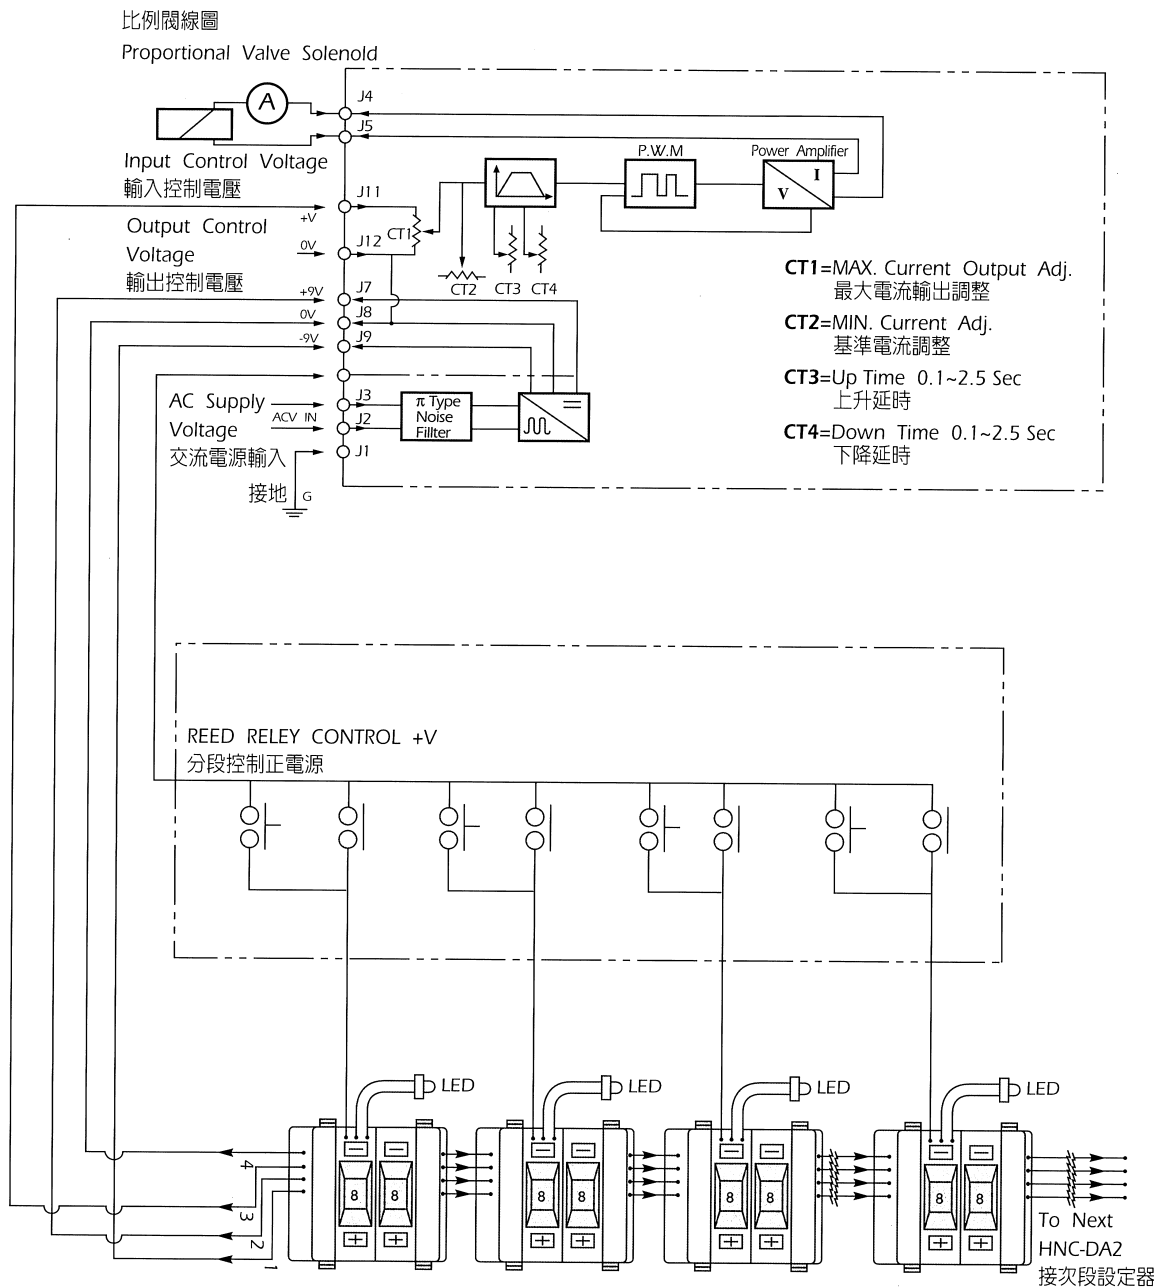 比例閥線圖
Proportional Valve Solenold
A
J4
J5
Input Control Voltage
輸入控制電壓
J11
+V
Output Control
Voltage
輸出控制電壓
0V
J12
CT1
CT2
CT3
CT4
P.W.M
Power Amplifier
I
V
+9V
J7
0V
J8
-9V
J9
AC Supply
Voltage
交流電源輸入
ACV IN
J3
J2
J1
π Type
Noise
Fillter
接地
G
CT1=MAX. Current Output Adj.
最大電流輸出調整
CT2=MIN. Current Adj.
基準電流調整
CT3=Up Time 0.1~2.5 Sec
上升延時
CT4=Down Time 0.1~2.5 Sec
下降延時
REED RELEY CONTROL +V
分段控制正電源
LED
LED
LED
LED
4
3
2
1
8 8
8 8
8 8
8 8
To Next
HNC-DA2
接次段設定器